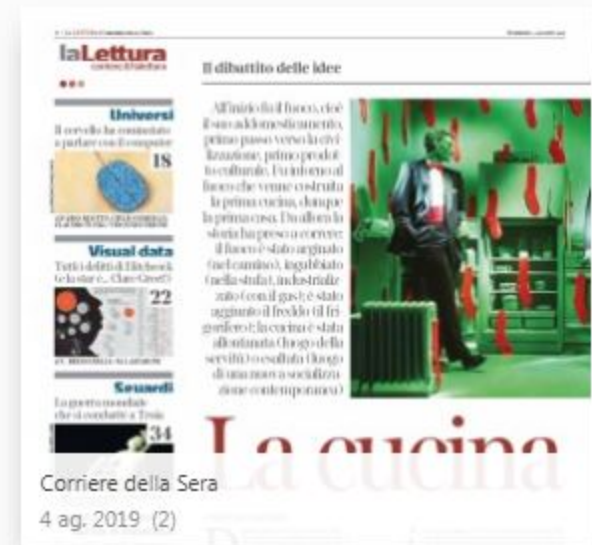 laLettura
Il dibattito delle idee
Universi
Il cervello ha cominciato
a parlare con il computer
18
Visual data
Tutti i delitti di Hitchcock
(e la star è... Clare Greet!)
22
Sguardi
La guerra mondiale
che si combatté a Troia
34
All'inizio fu il fuoco, cioè
il suo addomesticamento,
primo passo verso la civi-
lizzazione, primo prodot-
to culturale. Fu intorno al
fuoco che venne costruita
la prima cucina, dunque
la prima casa. Da allora la
storia ha preso a correre:
il fuoco è stato arginato
(nel camino), ingabbiato
(nella stufa), industrializ-
zato (con il gas); è stato
aggiunto il freddo (il fri-
gorifero); la cucina è stata
allontanata (luogo della
servitù) o esaltata (luogo
di una nuova socializza-
zione contemporanea)
La cucina
Corriere della Sera
4 ag. 2019 (2)